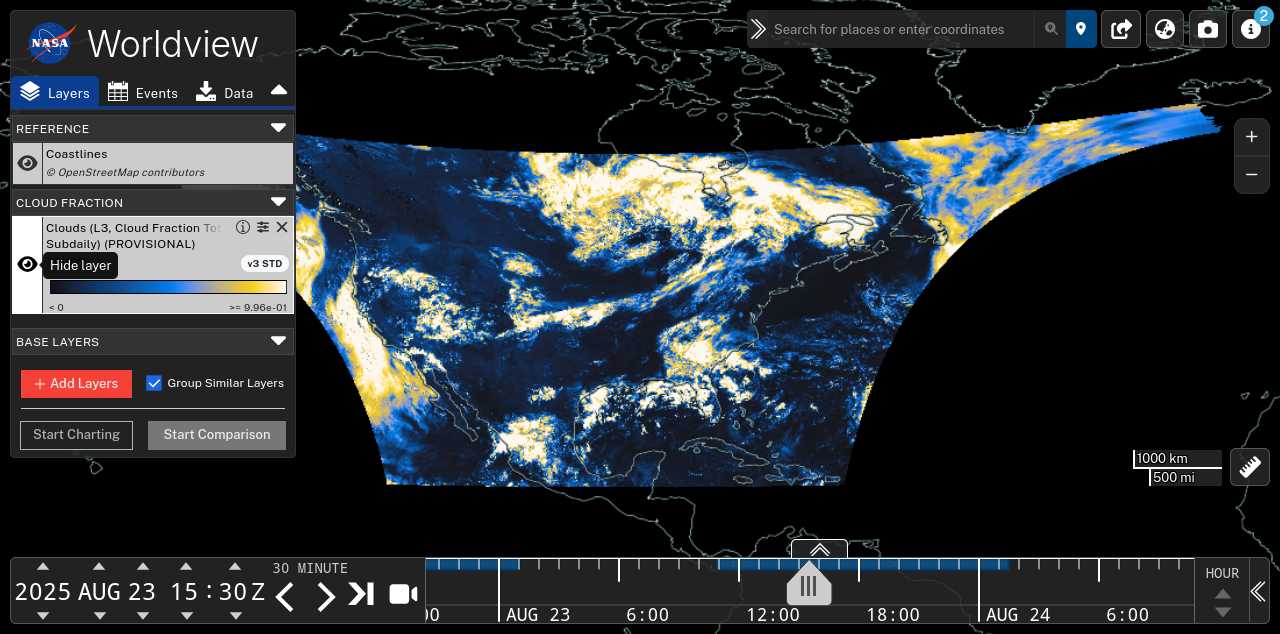 NASA Worldview
Search for places or enter coordinates
2
Layers
Events
Data
REFERENCE
Coastlines
© OpenStreetMap contributors
CLOUD FRACTION
Clouds (L3, Cloud Fraction Tot
Subdaily) (PROVISIONAL)
Hide layer
v3 STD
< 0
>= 9.96e-01
BASE LAYERS
+ Add Layers
Group Similar Layers
Start Charting
Start Comparison
+
−
1000 km
500 mi
2025 AUG 23 15 : 30 Z
30 MINUTE
00
AUG 23
6:00
12:00
18:00
AUG 24
6:00
HOUR